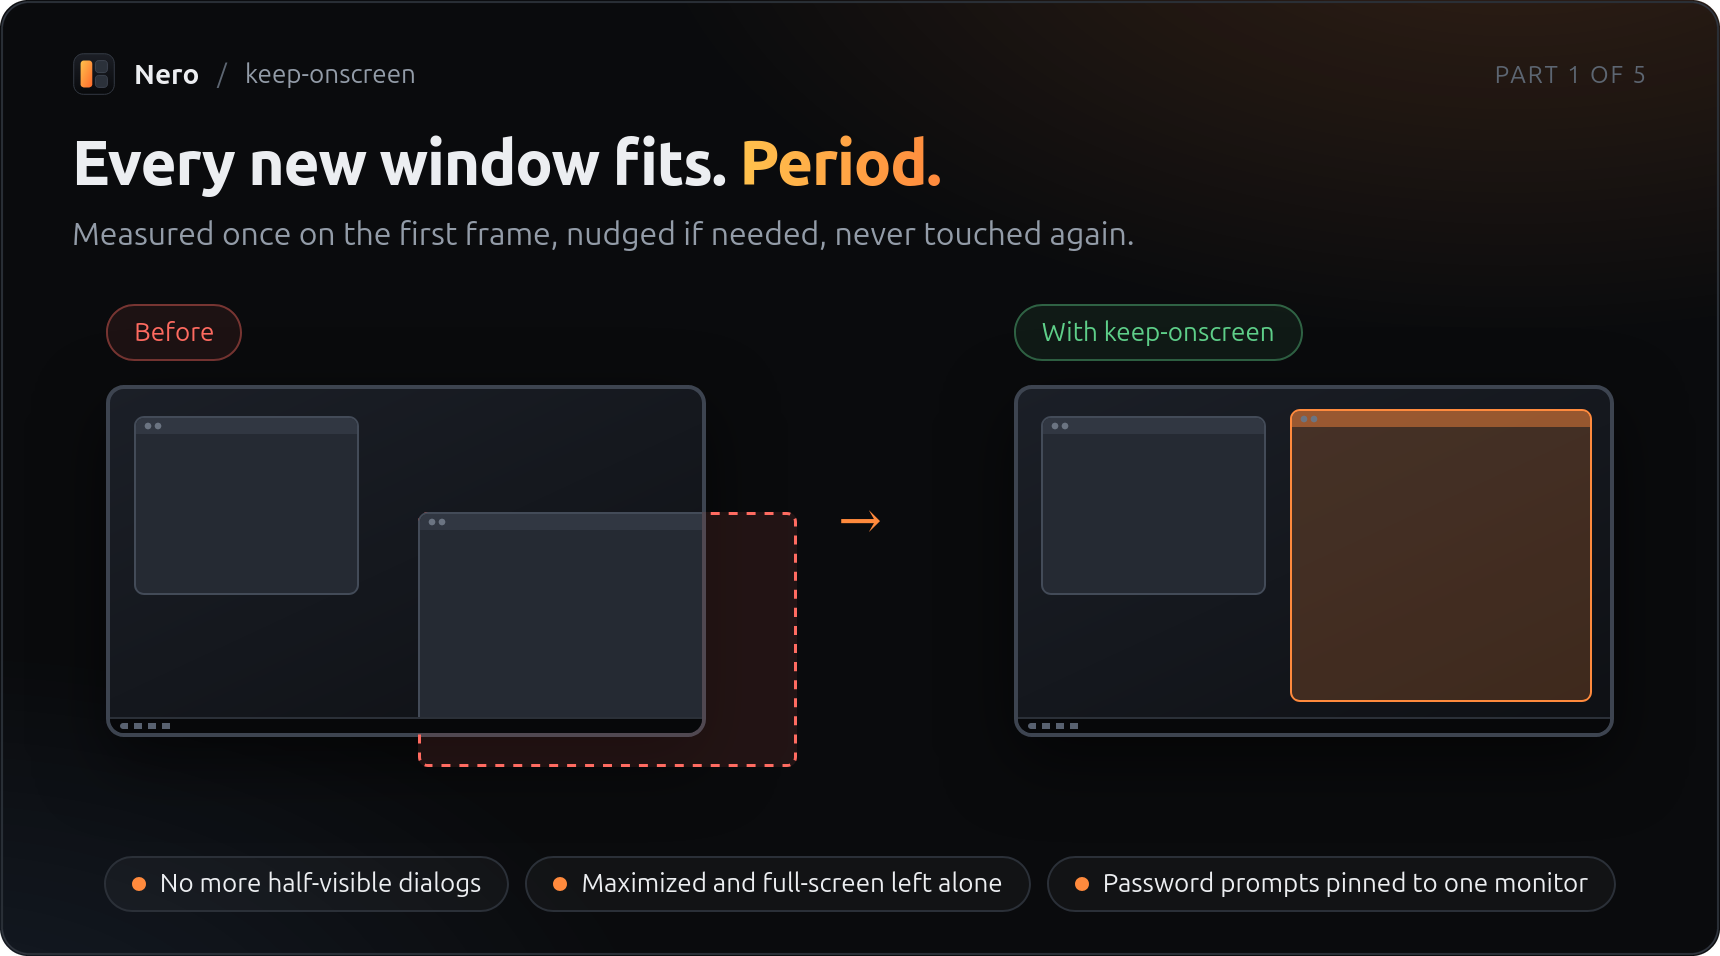 Nero / keep-onscreen
PART 1 OF 5
Every new window fits. Period.
Measured once on the first frame, nudged if needed, never touched again.
Before
With keep-onscreen
→
No more half-visible dialogs
Maximized and full-screen left alone
Password prompts pinned to one monitor